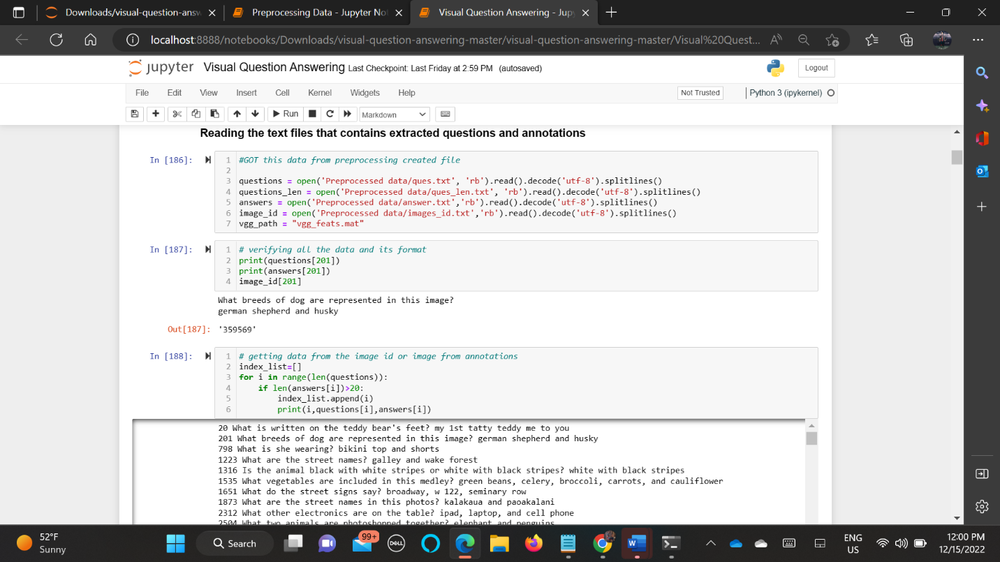 Downloads/visual-question-answ
Preprocessing Data - Jupyter No
Visual Question Answering - Jup
localhost:8888/notebooks/Downloads/visual-question-answering-master/visual-question-answering-master/Visual%20Quest...
jupyter Visual Question Answering Last Checkpoint: Last Friday at 2:59 PM (autosaved)
Logout
File Edit View Insert Cell Kernel Widgets Help
Not Trusted
Python 3 (ipykernel)
Run
Markdown
Reading the text files that contains extracted questions and annotations
In [186]:
1 #GOT this data from preprocessing created file
2
3 questions = open('Preprocessed data/ques.txt', 'rb').read().decode('utf-8').splitlines()
4 questions_len = open('Preprocessed data/ques_len.txt', 'rb').read().decode('utf-8').splitlines()
5 answers = open('Preprocessed data/answer.txt','rb').read().decode('utf-8').splitlines()
6 image_id = open('Preprocessed data/images_id.txt','rb').read().decode('utf-8').splitlines()
7 vgg_path = "vgg_feats.mat"
In [187]:
1 # verifying all the data and its format
2 print(questions[201])
3 print(answers[201])
4 image_id[201]
What breeds of dog are represented in this image?
german shepherd and husky
Out[187]: '359569'
In [188]:
1 # getting data from the image id or image from annotations
2 index_list=[]
3 for i in range(len(questions)):
4     if len(answers[i])>20:
5         index_list.append(i)
6         print(i,questions[i],answers[i])
20 What is written on the teddy bear's feet? my 1st tatty teddy me to you
201 What breeds of dog are represented in this image? german shepherd and husky
798 What is she wearing? bikini top and shorts
1223 What are the street names? galley and wake forest
1316 Is the animal black with white stripes or white with black stripes? white with black stripes
1535 What vegetables are included in this medley? green beans, celery, broccoli, carrots, and cauliflower
1651 What do the street signs say? broadway, w 122, seminary row
1873 What are the street names in this photos? kalakaua and paoakalani
2312 What other electronics are on the table? ipad, laptop, and cell phone
2504 What two animals are photoshopped together? elephant and penguins
52°F
Sunny
Search
99+
DELL
ENG
US
12:00 PM
12/15/2022